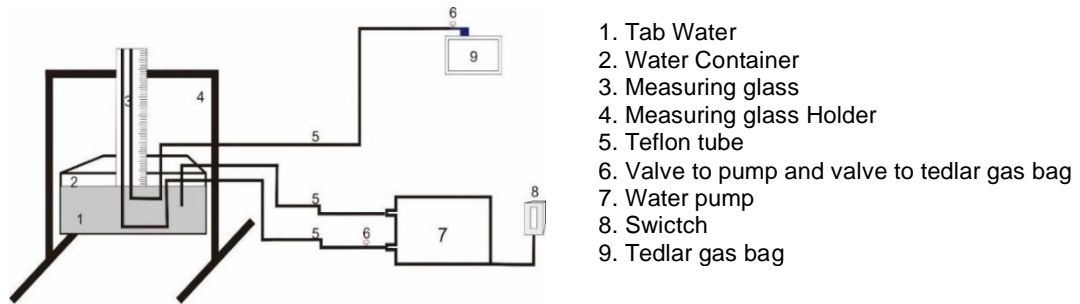 6
9
3
4
5
2
8
5
1
5
6
7
1. Tab Water
2. Water Container
3. Measuring glass
4. Measuring glass Holder
5. Teflon tube
6. Valve to pump and valve to tedlar gas bag
7. Water pump
8. Swictch
9. Tedlar gas bag